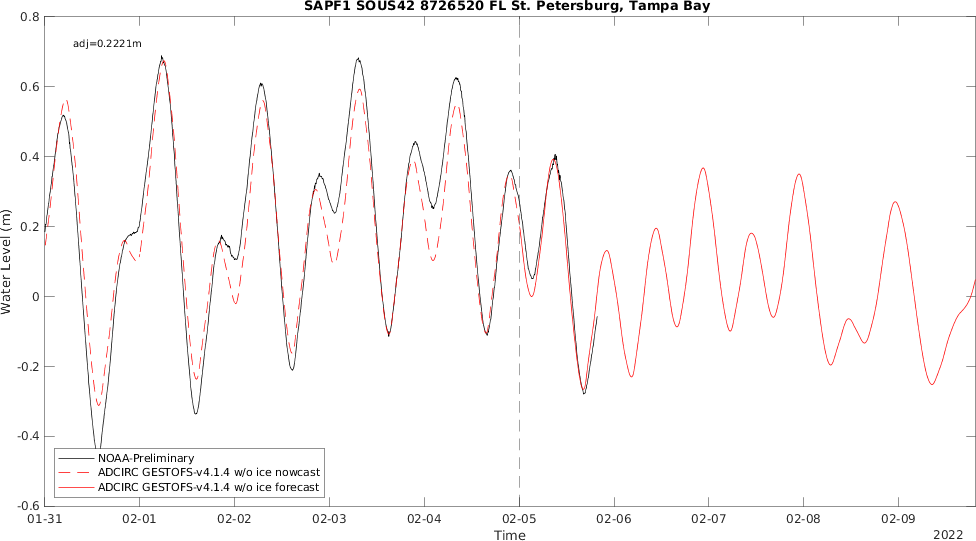 SAPF1 SOUS42 8726520 FL St. Petersburg, Tampa Bay
adj=0.2221m
0.8
0.6
0.4
0.2
0
-0.2
-0.4
-0.6
Water Level (m)
NOAA-Preliminary
ADCIRC GESTOFS-v4.1.4 w/o ice nowcast
ADCIRC GESTOFS-v4.1.4 w/o ice forecast
01-31 02-01 02-02 02-03 02-04 02-05 02-06 02-07 02-08 02-09
Time
2022